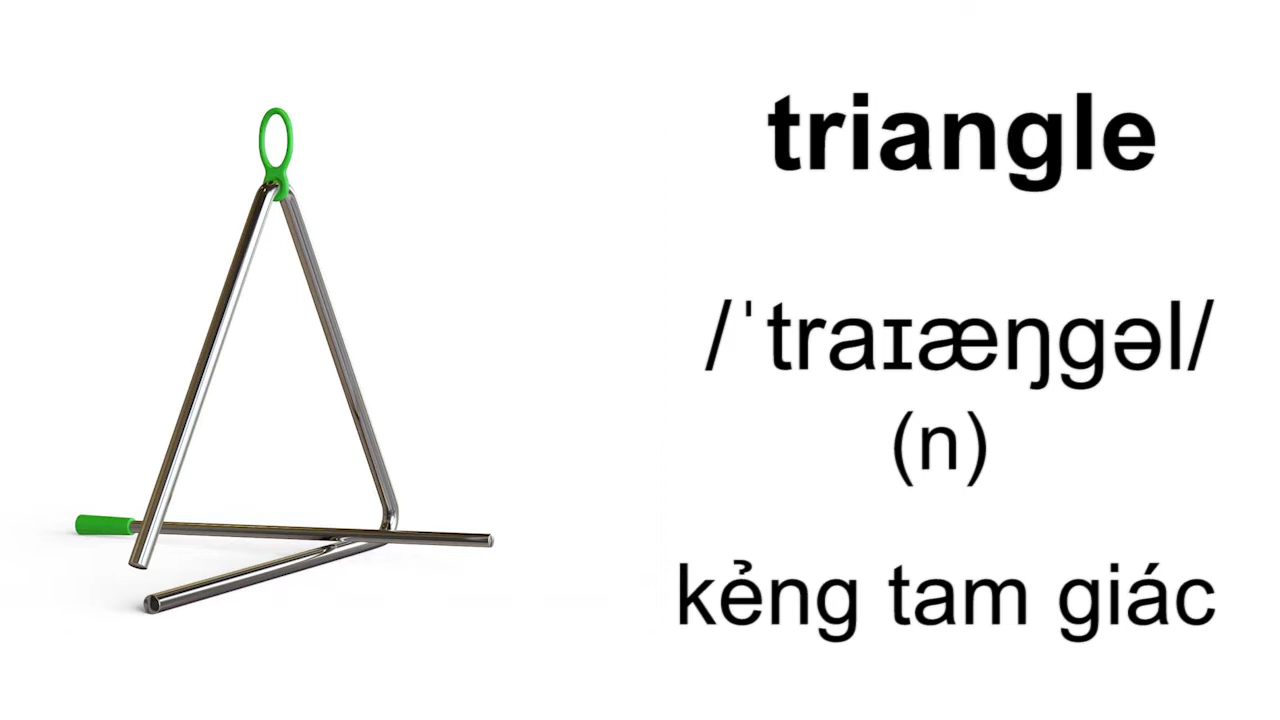 triangle
/ˈtraɪæŋgəl/
(n)
kẻng tam giác